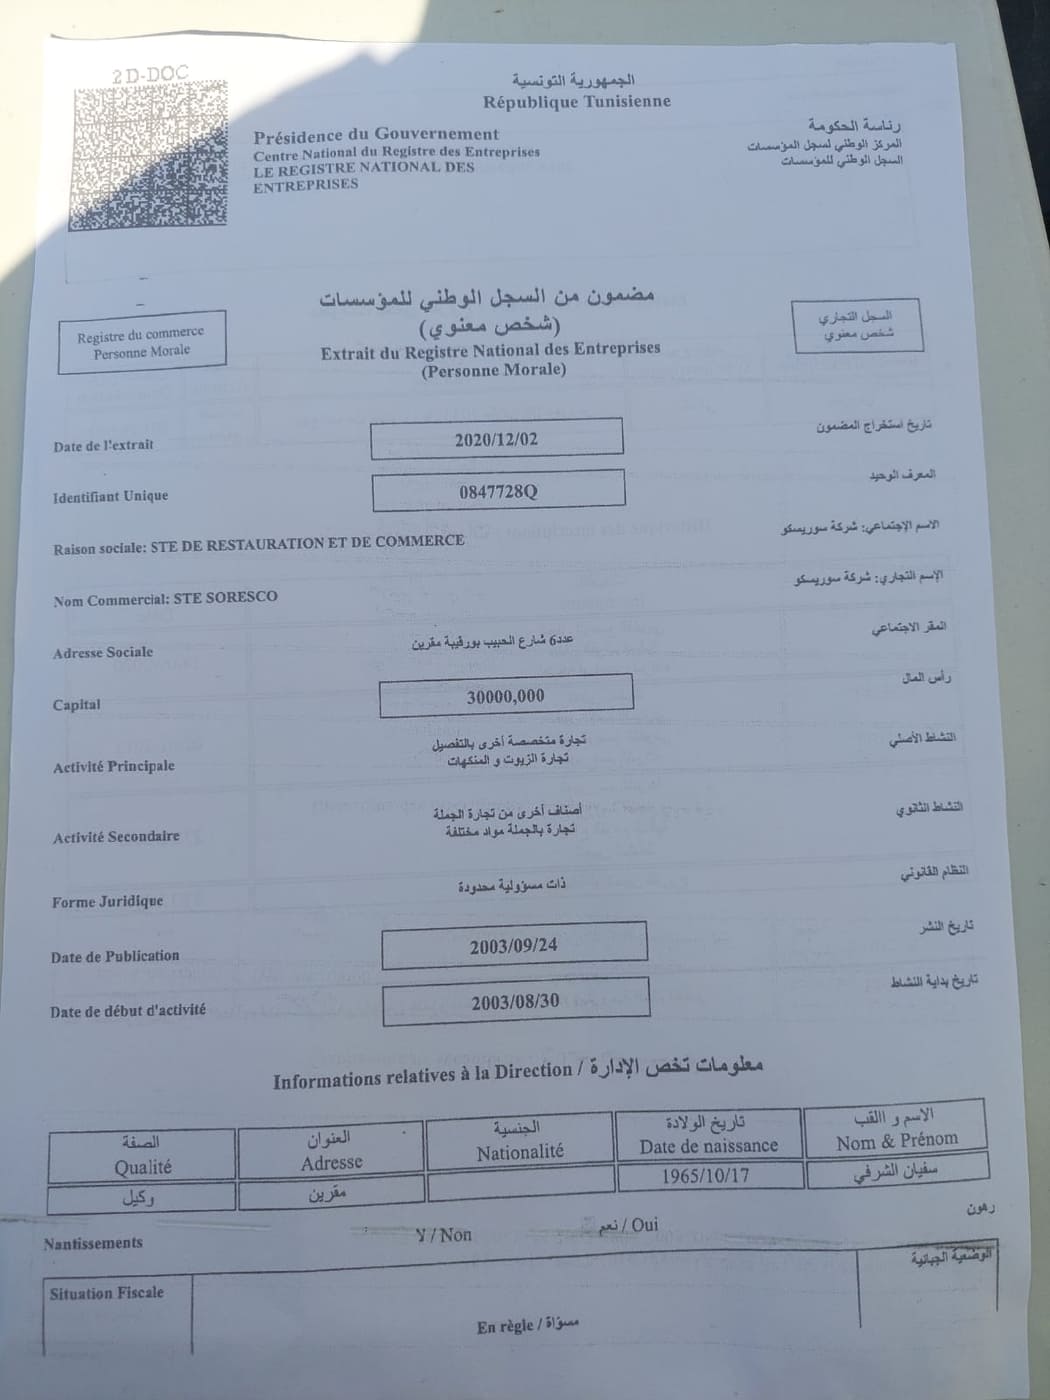 2D-DOC
الجمهورية التونسية
République Tunisienne
Présidence du Gouvernement
Centre National du Registre des Entreprises
LE REGISTRE NATIONAL DES
ENTREPRISES
رئاسة الحكومة
المركز الوطني لسجل المؤسسات
السجل الوطني للمؤسسات
Registre du commerce
Personne Morale
مضمون من السجل الوطني للمؤسسات
(شخص معنوي)
Extrait du Registre National des Entreprises
(Personne Morale)
السجل التجاري
شخص معنوي
Date de l'extrait 2020/12/02 تاريخ استخراج المضمون
Identifiant Unique 0847728Q المعرف الوحيد
Raison sociale: STE DE RESTAURATION ET DE COMMERCE الاسم الإجتماعي: شركة سوريسكو
Nom Commercial: STE SORESCO الإسم التجاري: شركة سوريسكو
Adresse Sociale عدد6 شارع الحبيب بورقيبة مقرين المقر الاجتماعي
Capital 30000,000 رأس المال
Activité Principale تجارة متخصصة أخرى بالتفصيل النشاط الأصلي
تجارة الزيوت و المنكهات
Activité Secondaire أصناف أخرى من تجارة الجملة النشاط الثانوي
تجارة بالجملة مواد مختلفة
Forme Juridique ذات مسؤولية محدودة النظام القانوني
Date de Publication 2003/09/24 تاريخ النشر
Date de début d'activité 2003/08/30 تاريخ بداية النشاط
Informations relatives à la Direction / معلومات تخص الإدارة
الصفة العنوان الجنسية تاريخ الولادة الاسم و االقب
Qualité Adresse Nationalité Date de naissance Nom & Prénom
وكيل مقرين 1965/10/17 سفيان الشرفي
Nantissements لا / Non نعم / Oui رهون
Situation Fiscale الوضعية الجبائية
En règle / مسوّاة